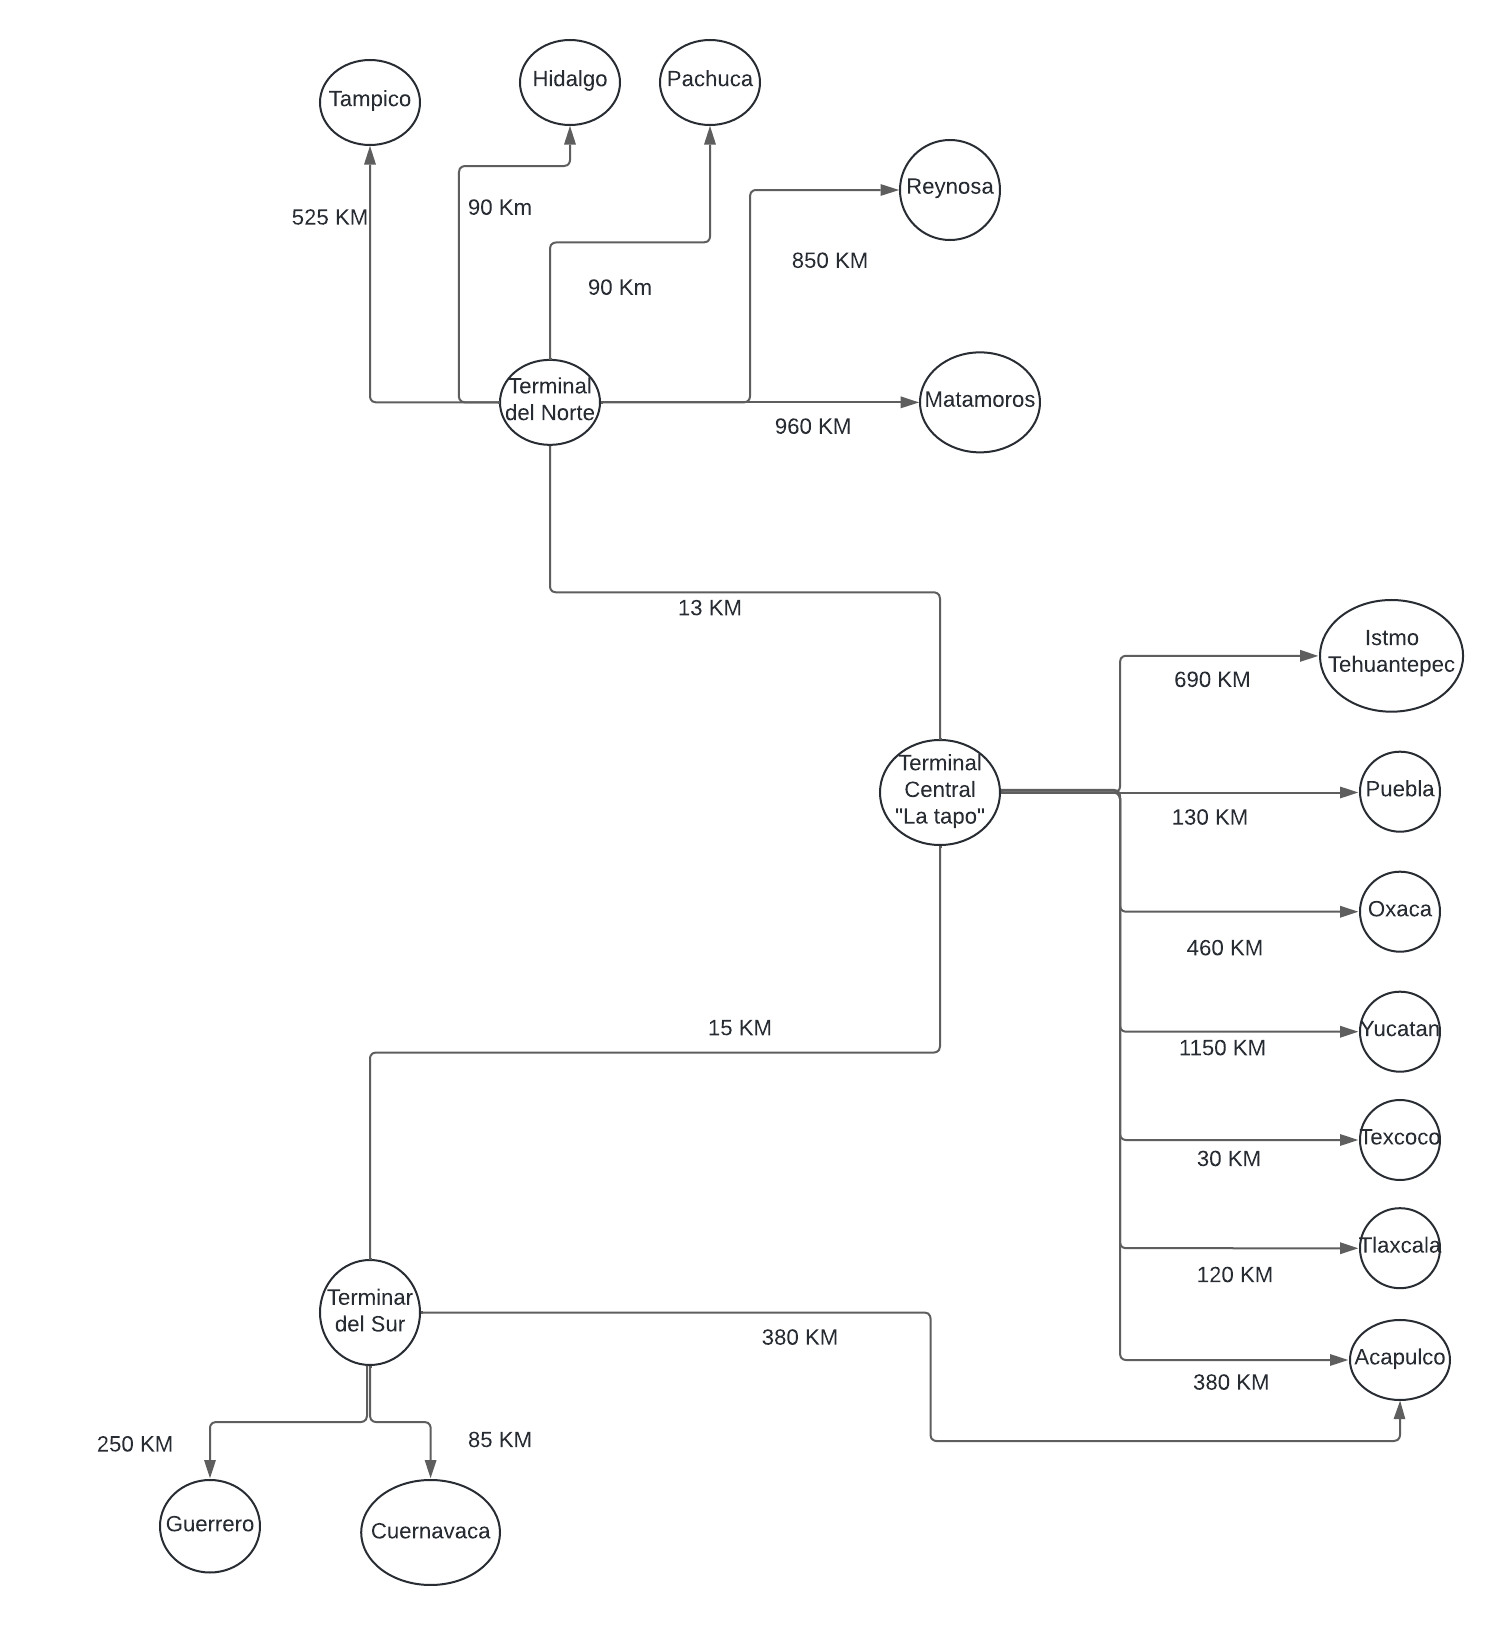 Hidalgo
Pachuca
Tampico
Reynosa
525 KM
90 Km
850 KM
90 Km
Terminal
del Norte
Matamoros
960 KM
13 KM
Istmo
Tehuantepec
690 KM
Terminal
Central
"La tapo"
Puebla
130 KM
Oxaca
460 KM
15 KM
Yucatan
1150 KM
Texcoco
30 KM
Tlaxcala
120 KM
Terminar
del Sur
380 KM
Acapulco
380 KM
250 KM
85 KM
Guerrero
Cuernavaca